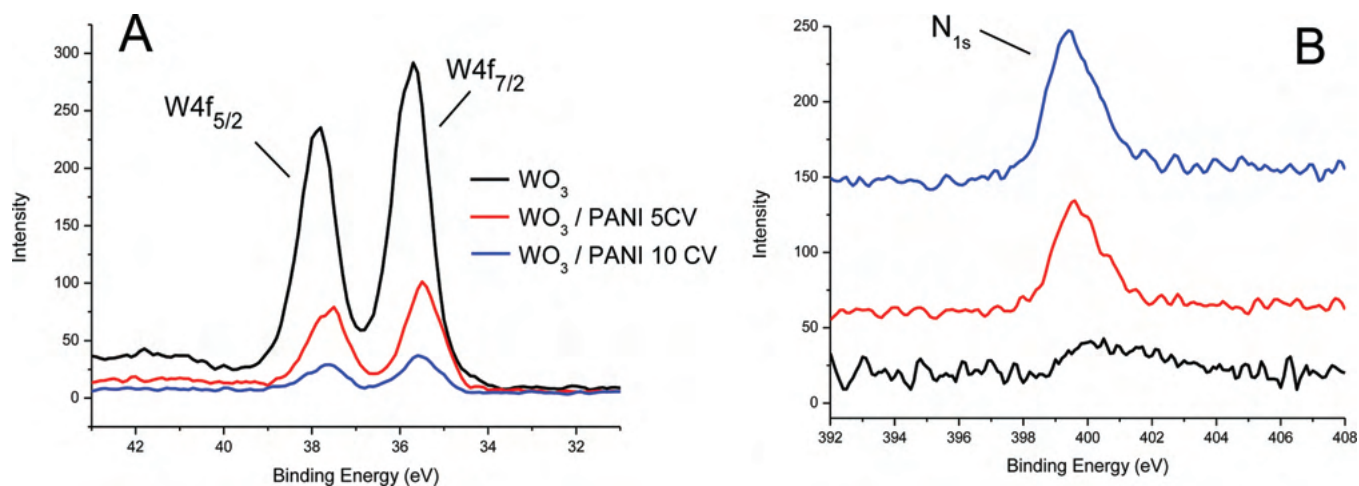 A
300
250
200
150
100
50
0
Intensity
W4f5/2
W4f7/2
WO3
WO3 / PANI 5CV
WO3 / PANI 10 CV
42 40 38 36 34 32
Binding Energy (eV)
B
N1s
250
200
150
100
50
0
Intensity
392 394 396 398 400 402 404 406 408
Binding Energy (eV)